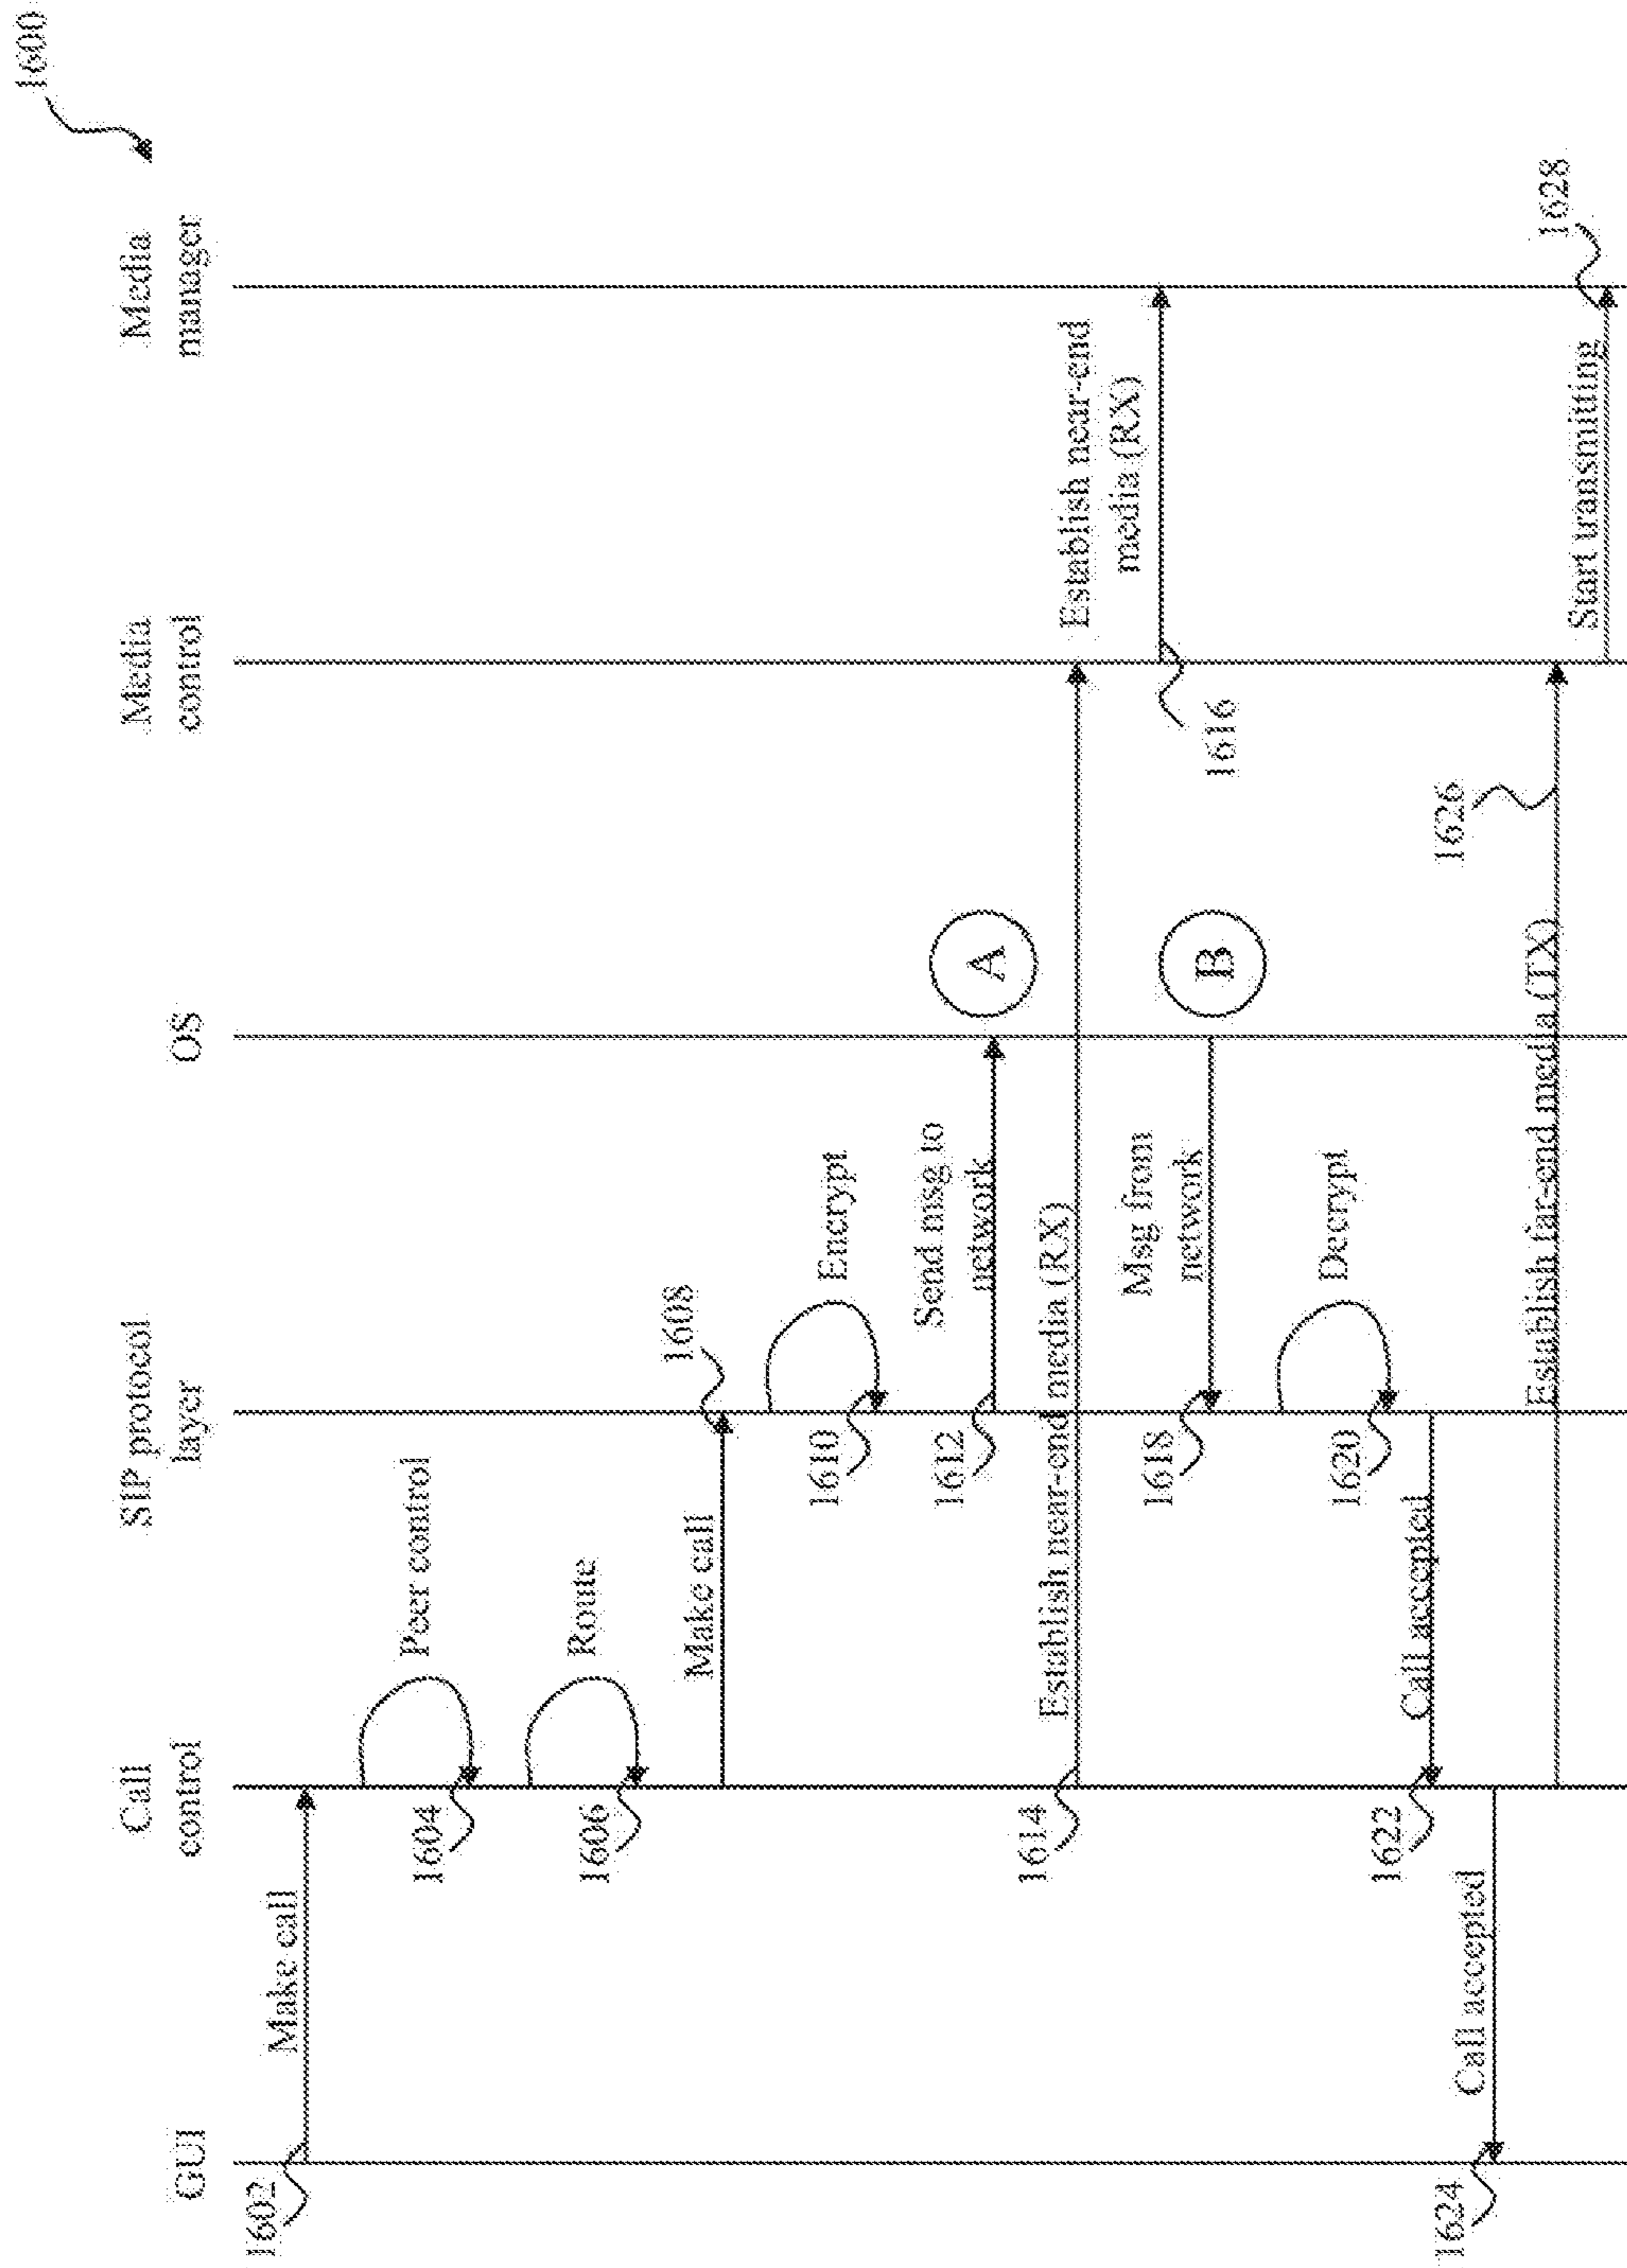 1600
GUI
Call
control
SIP protocol
layer
OS
Media
control
Media
manager
1602
Make call
Peer control
1604
Route
1606
Make call
1608
Encrypt
1610
Send msg to
network
1612
A
Establish near-end media (RX)
1614
Establish near-end
media (RX)
1616
Msg from
network
1618
B
Decrypt
1620
Call accepted
1622
Call accepted
1624
Establish far-end media (TX)
1626
Start transmitting
1628